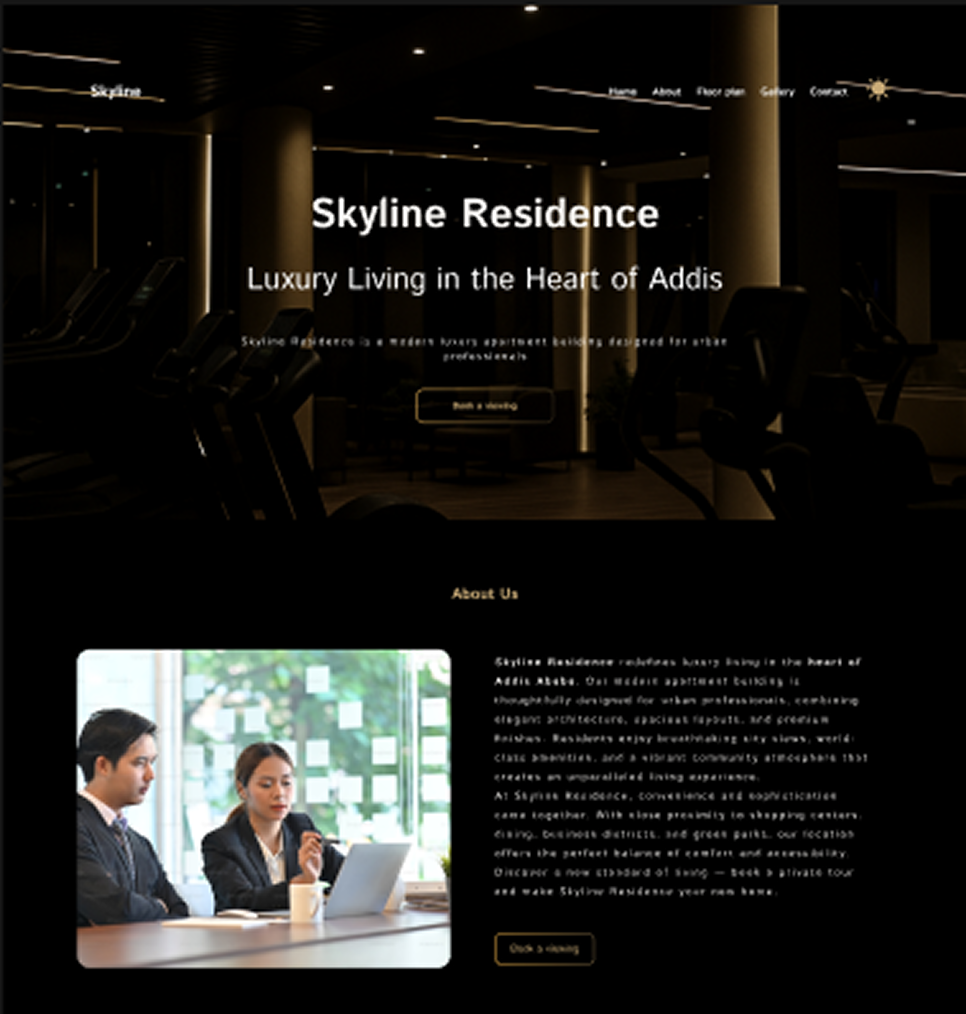 Skyline
Home About Floor plan Gallery Contact
Skyline Residence
Luxury Living in the Heart of Addis
Skyline Residence is a modern luxury apartment building designed for urban
professionals
Book a viewing
About Us
Skyline Residence redefines luxury living in the heart of
Addis Ababa. Our modern apartment building is
thoughtfully designed for urban professionals, combining
elegant architecture, spacious layouts, and premium
finishes. Residents enjoy breathtaking city views, world-
class amenities, and a vibrant community atmosphere that
creates an unparalleled living experience.
At Skyline Residence, convenience and sophistication
come together. With close proximity to shopping centers,
dining, business districts, and green parks, our location
offers the perfect balance of comfort and accessibility.
Discover a new standard of living — book a private tour
and make Skyline Residence your new home.
Book a viewing